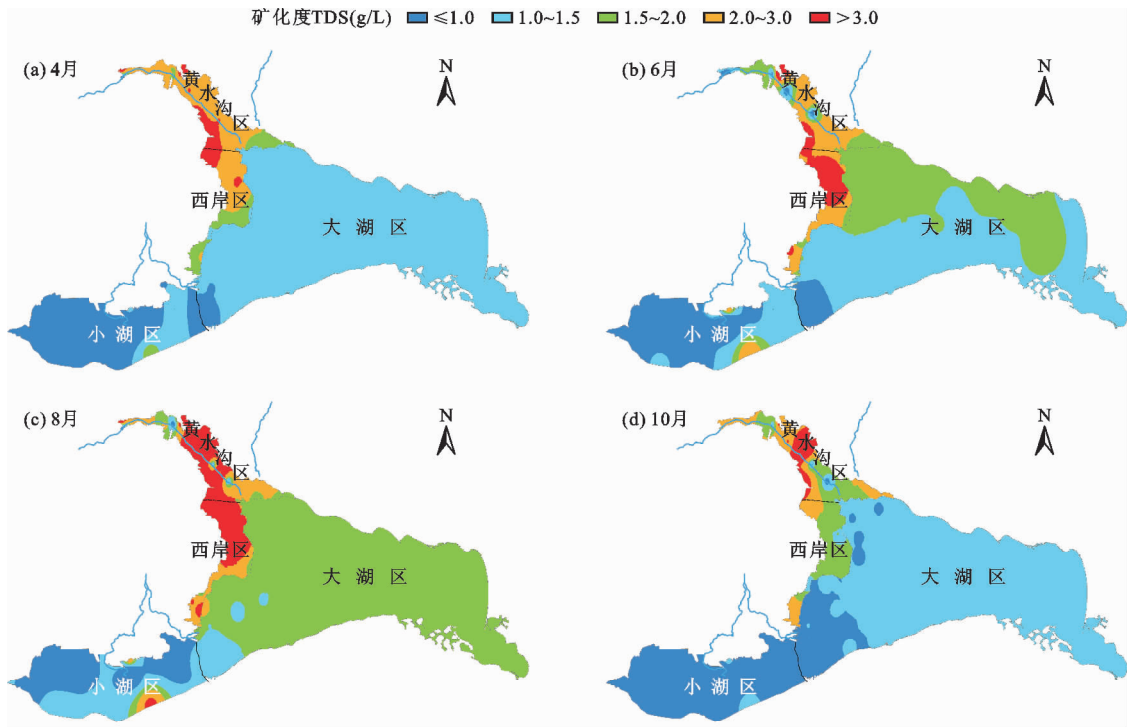 矿化度TDS(g/L) ≤1.0 1.0~1.5 1.5~2.0 2.0~3.0 >3.0
(a) 4月
N
黄水沟区
西岸区
大湖区
小湖区
(b) 6月
N
黄水沟区
西岸区
大湖区
小湖区
(c) 8月
N
黄水沟区
西岸区
大湖区
小湖区
(d) 10月
N
黄水沟区
西岸区
大湖区
小湖区